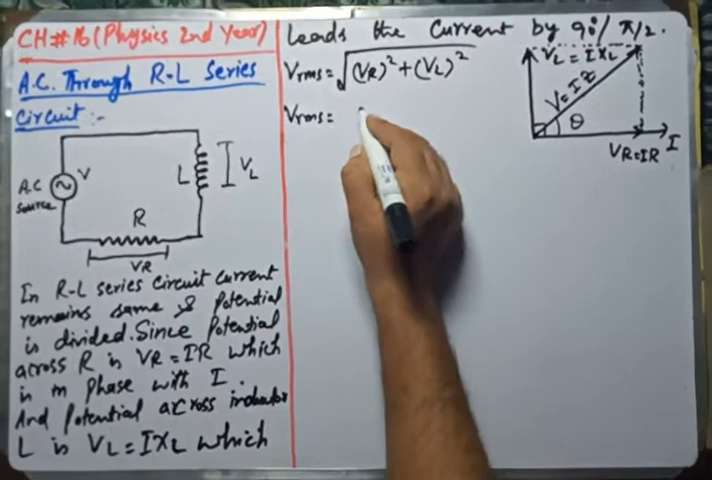 CH#16 (Physics 2nd Year)
A.C. Through R-L Series
Circuit :-
A.C Source
V
L
VL
R
VR
In R-L series Circuit Current
remains same & Potential
is divided. Since Potential
across R is VR = IR which
is in Phase with I.
And Potential across inductor
L is VL = IXL which
Leads the Current by 90°/ π/2.
Vrms = √(VR)² + (VL)²
Vrms =
VL = IXL
V = IZ
θ
VR = IR
I